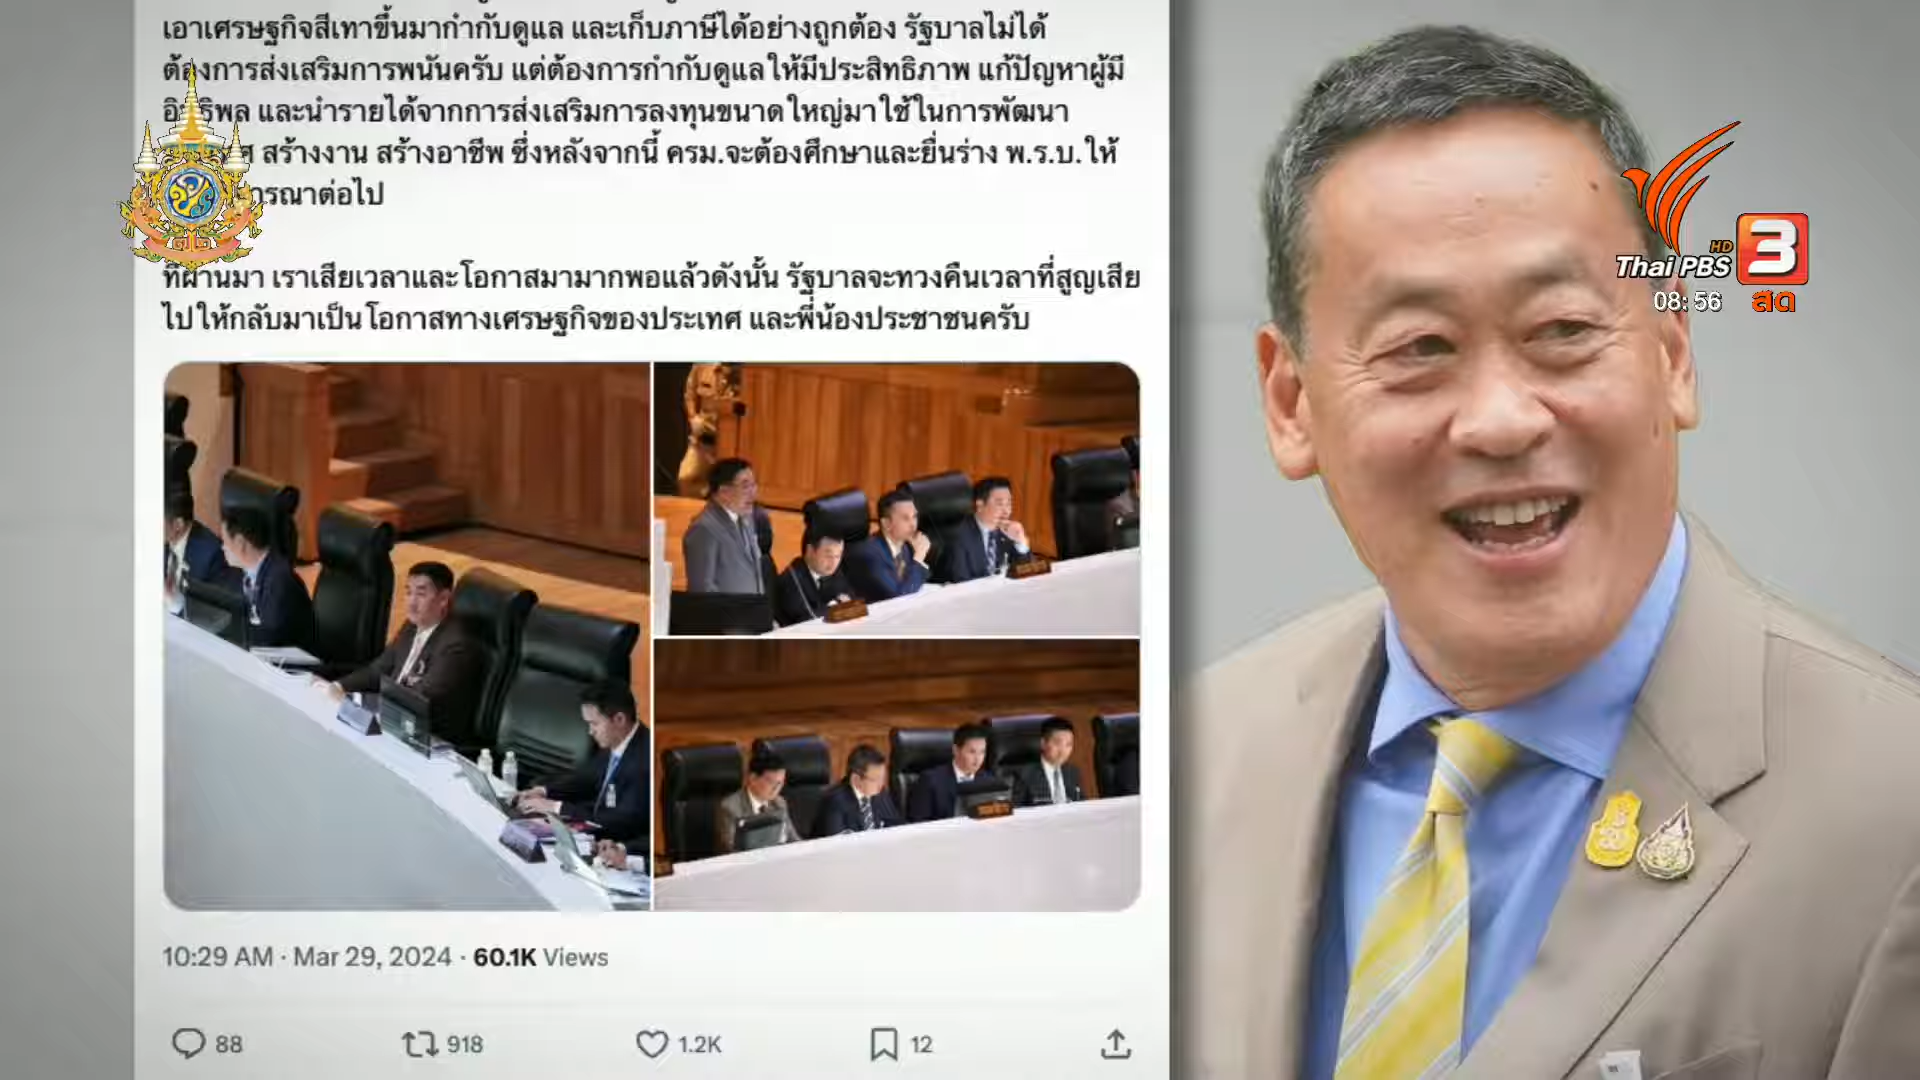 เอาเศรษฐกิจสีเทาขึ้นมากำกับดูแล และเก็บภาษีได้อย่างถูกต้อง รัฐบาลไม่ได้
ต้องการส่งเสริมการพนันครับ แต่ต้องการกำกับดูแลให้มีประสิทธิภาพ แก้ปัญหาผู้มี
และนำรายได้จากการส่งเสริมการลงทุนขนาดใหญ่มาใช้ในการพัฒนา
สร้างงาน สร้างอาชีพ ซึ่งหลังจากนี้ ครม.จะต้องศึกษาและยื่นร่าง พ.ร.บ.ให้
ต่อไป
ที่ผ่านมา เราเสียเวลาและโอกาสมามากพอแล้วดังนั้น รัฐบาลจะทวงคืนเวลาที่สูญเสีย
ไปให้กลับมาเป็นโอกาสทางเศรษฐกิจของประเทศ และพี่น้องประชาชนครับ
10:29 AM · Mar 29, 2024 · 60.1K Views
88 918 1.2K 12
๗๒
HD
Thai PBS 3
08:56 สด